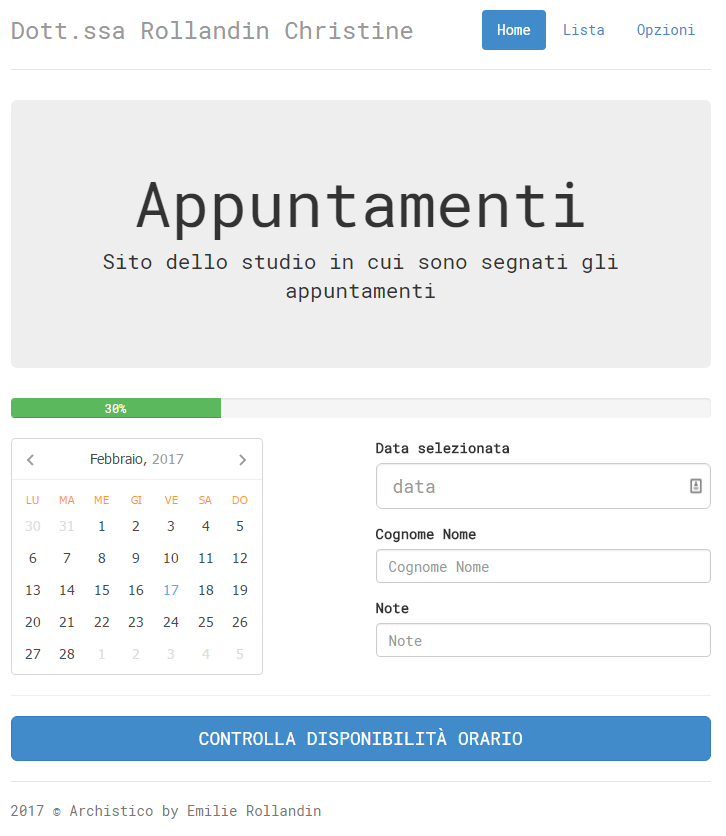 Dott.ssa Rollandin Christine
Home Lista Opzioni
Appuntamenti
Sito dello studio in cui sono segnati gli
appuntamenti
30%
Febbraio, 2017
LU MA ME GI VE SA DO
30 31 1 2 3 4 5
6 7 8 9 10 11 12
13 14 15 16 17 18 19
20 21 22 23 24 25 26
27 28 1 2 3 4 5
Data selezionata
data
Cognome Nome
Cognome Nome
Note
Note
CONTROLLA DISPONIBILITÀ ORARIO
2017 © Archistico by Emilie Rollandin